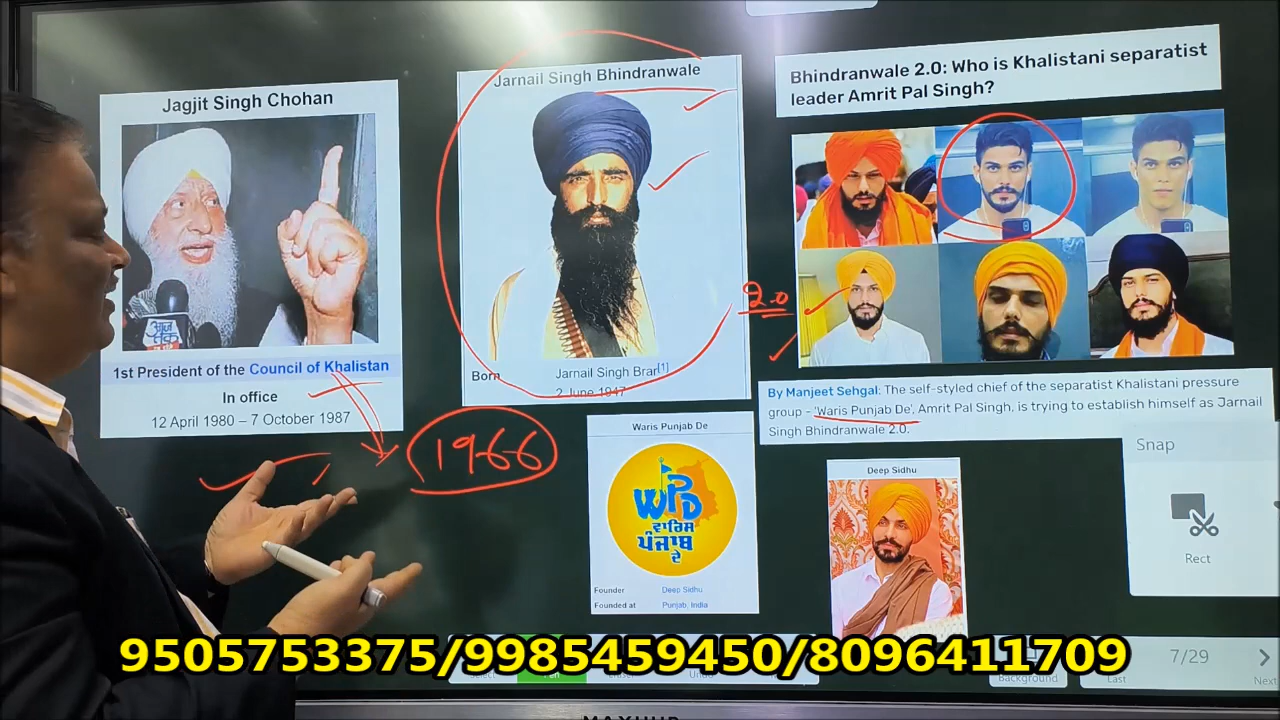 Jagjit Singh Chohan
आज
तक
1st President of the Council of Khalistan
In office
12 April 1980 – 7 October 1987
1966
Jarnail Singh Bhindranwale
Born Jarnail Singh Brar[1]
2 June 1947
2.0
Bhindranwale 2.0: Who is Khalistani separatist
leader Amrit Pal Singh?
By Manjeet Sehgal: The self-styled chief of the separatist Khalistani pressure
group - 'Waris Punjab De', Amrit Pal Singh, is trying to establish himself as Jarnail
Singh Bhindranwale 2.0.
Waris Punjab De
WPD
ਵਾਰਿਸ
ਪੰਜਾਬ
ਦੇ
Founder Deep Sidhu
Founded at Punjab, India
Deep Sidhu
Snap
Rect
9505753375/9985459450/8096411709
7/29
Background
Last
Next